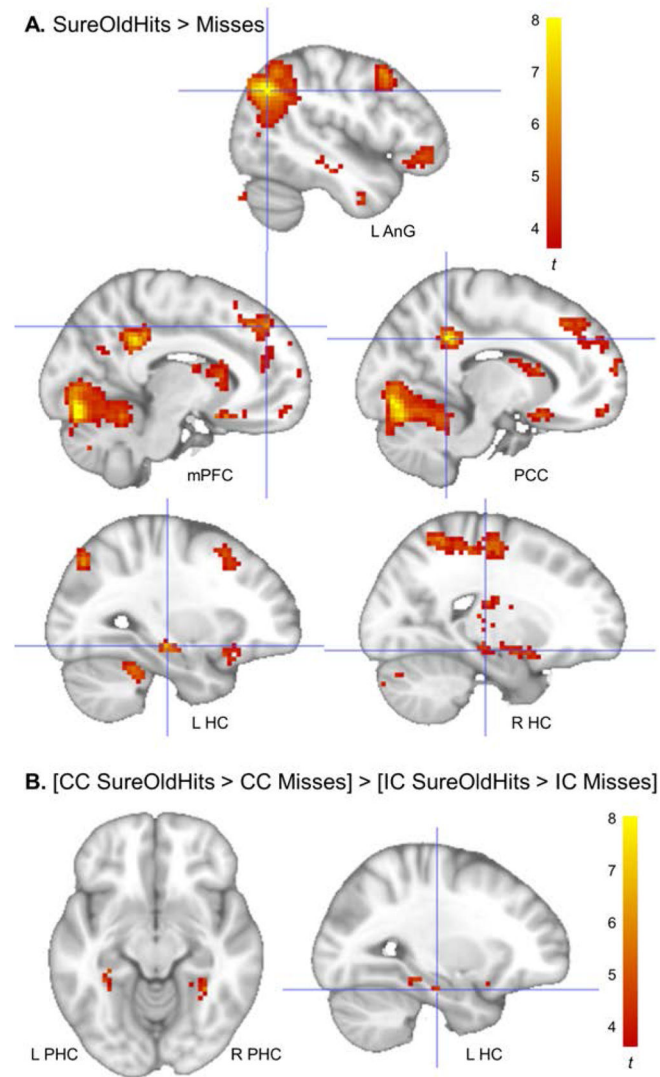 A. SureOldHits > Misses
8
7
6
5
4
t
L AnG
mPFC
PCC
L HC
R HC
B. [CC SureOldHits > CC Misses] > [IC SureOldHits > IC Misses]
8
7
6
5
4
t
L PHC
R PHC
L HC